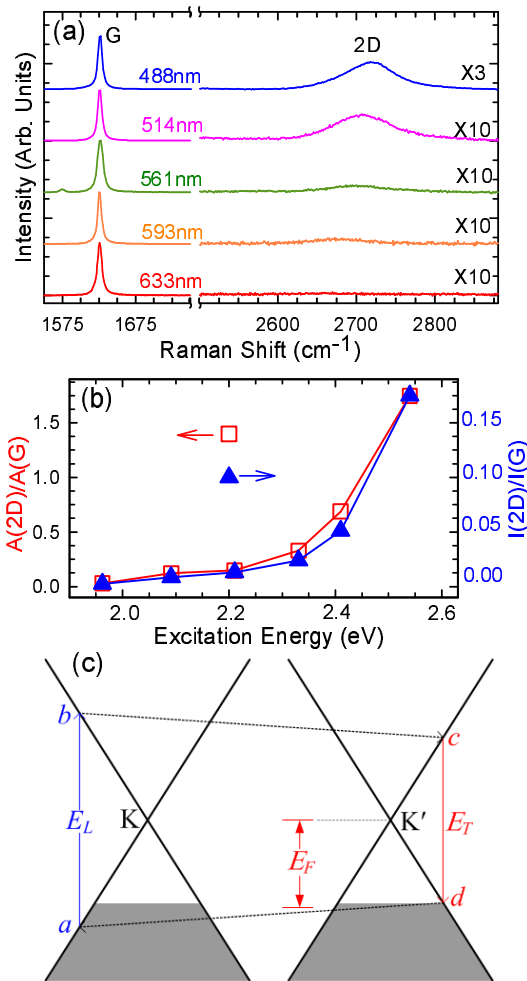 (a)
G
2D
488nm
X3
514nm
X10
561nm
X10
593nm
X10
633nm
X10
Intensity (Arb. Units)
1575 1675 2600 2700 2800
Raman Shift (cm⁻¹)
(b)
1.5
1.0
0.5
0.0
A(2D)/A(G)
0.15
0.10
0.05
0.00
I(2D)/I(G)
2.0 2.2 2.4 2.6
Excitation Energy (eV)
(c)
b
c
E_L
K
K′
E_T
E_F
d
a